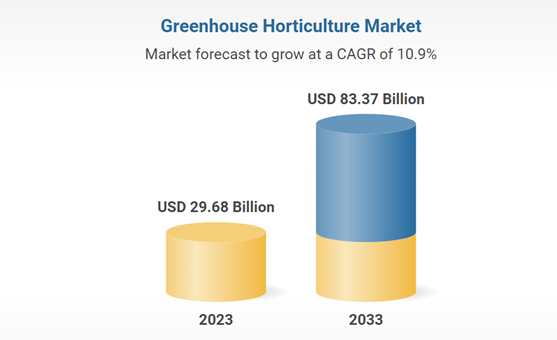 Greenhouse Horticulture Market
Market forecast to grow at a CAGR of 10.9%
USD 83.37 Billion
USD 29.68 Billion
2023
2033